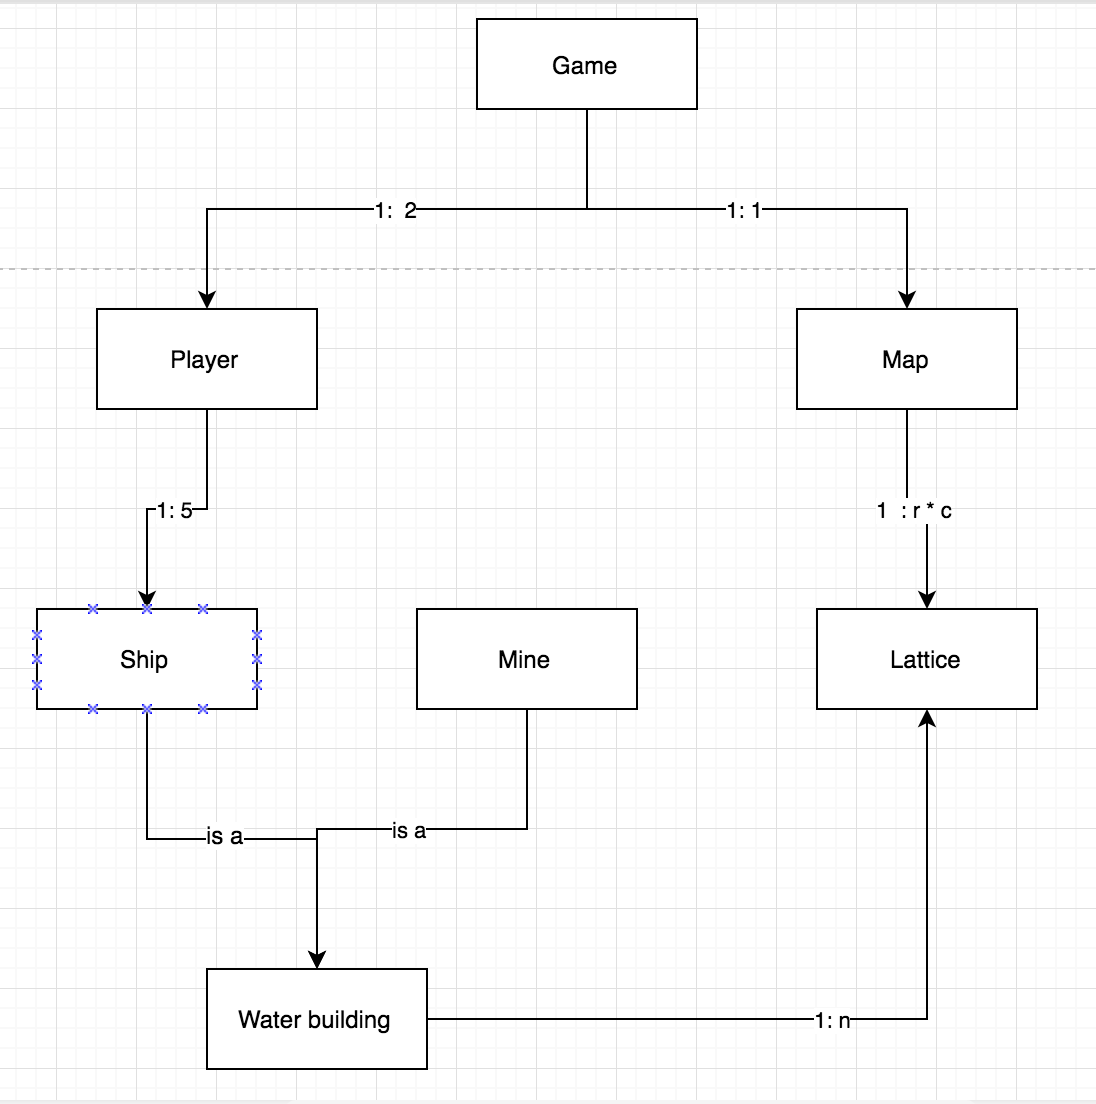 Game
1: 2
1: 1
Player
Map
1: 5
1 : r * c
Ship
Mine
Lattice
is a
is a
Water building
1: n